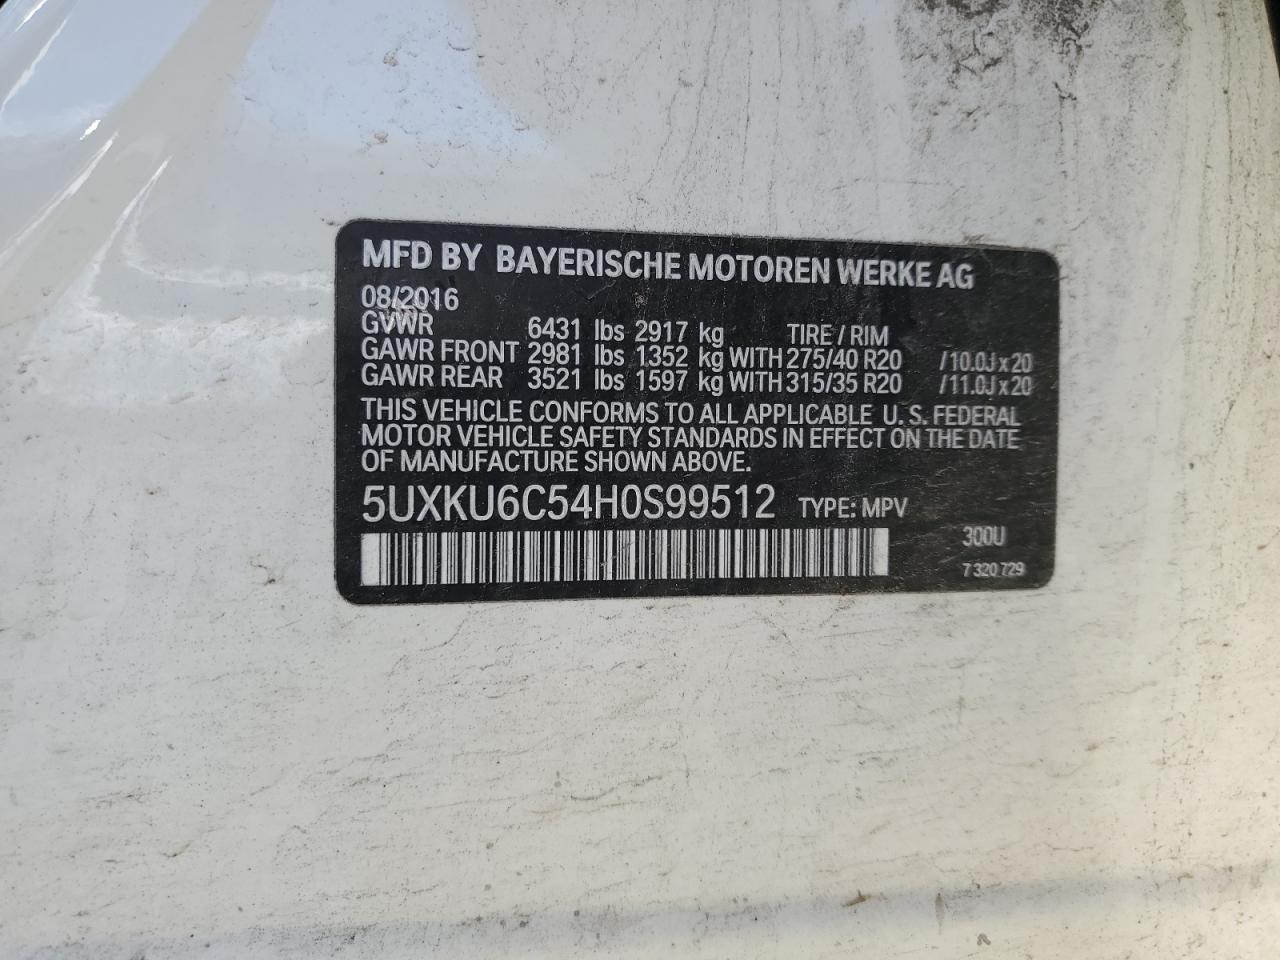 MFD BY BAYERISCHE MOTOREN WERKE AG
08/2016
GVWR 6431 lbs 2917 kg TIRE / RIM
GAWR FRONT 2981 lbs 1352 kg WITH 275/40 R20 / 10.0J x 20
GAWR REAR 3521 lbs 1597 kg WITH 315/35 R20 / 11.0J x 20
THIS VEHICLE CONFORMS TO ALL APPLICABLE U. S. FEDERAL
MOTOR VEHICLE SAFETY STANDARDS IN EFFECT ON THE DATE
OF MANUFACTURE SHOWN ABOVE.
5UXKU6C54H0S99512 TYPE: MPV
300U
7 320 729